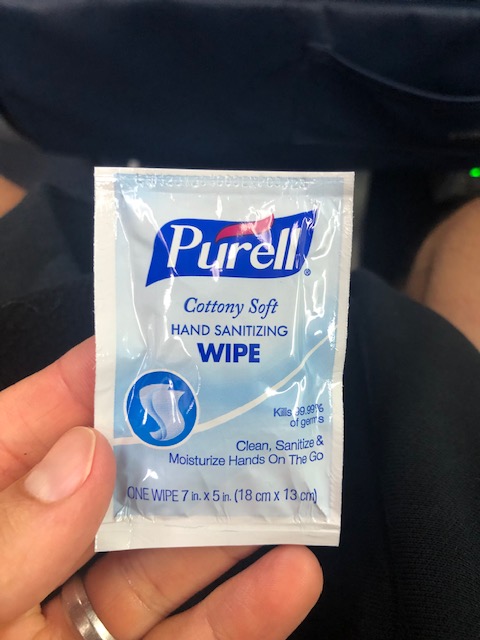 Purell®
Cottony Soft
HAND SANITIZING
WIPE
Kills 99.99% of germs
Clean, Sanitize &
Moisturize Hands On The Go
ONE WIPE 7 in. x 5 in. (18 cm x 13 cm)